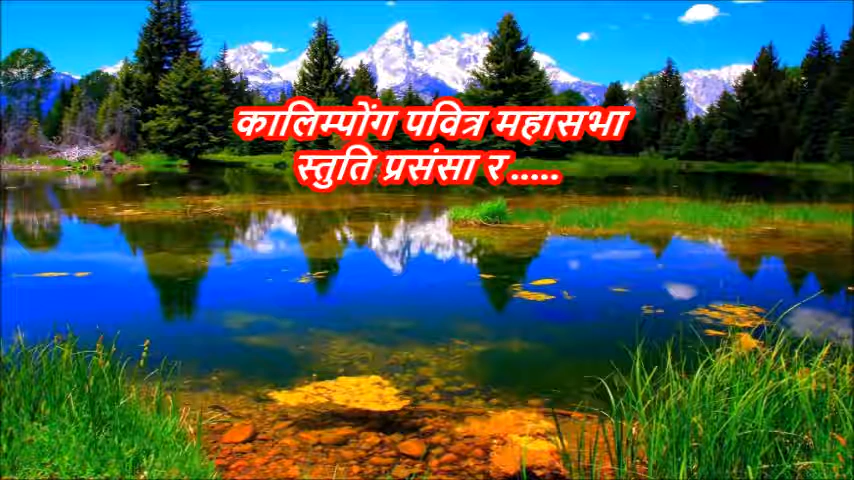 कालिम्पोंग पवित्र महासभा
स्तुति प्रसंसा र .....